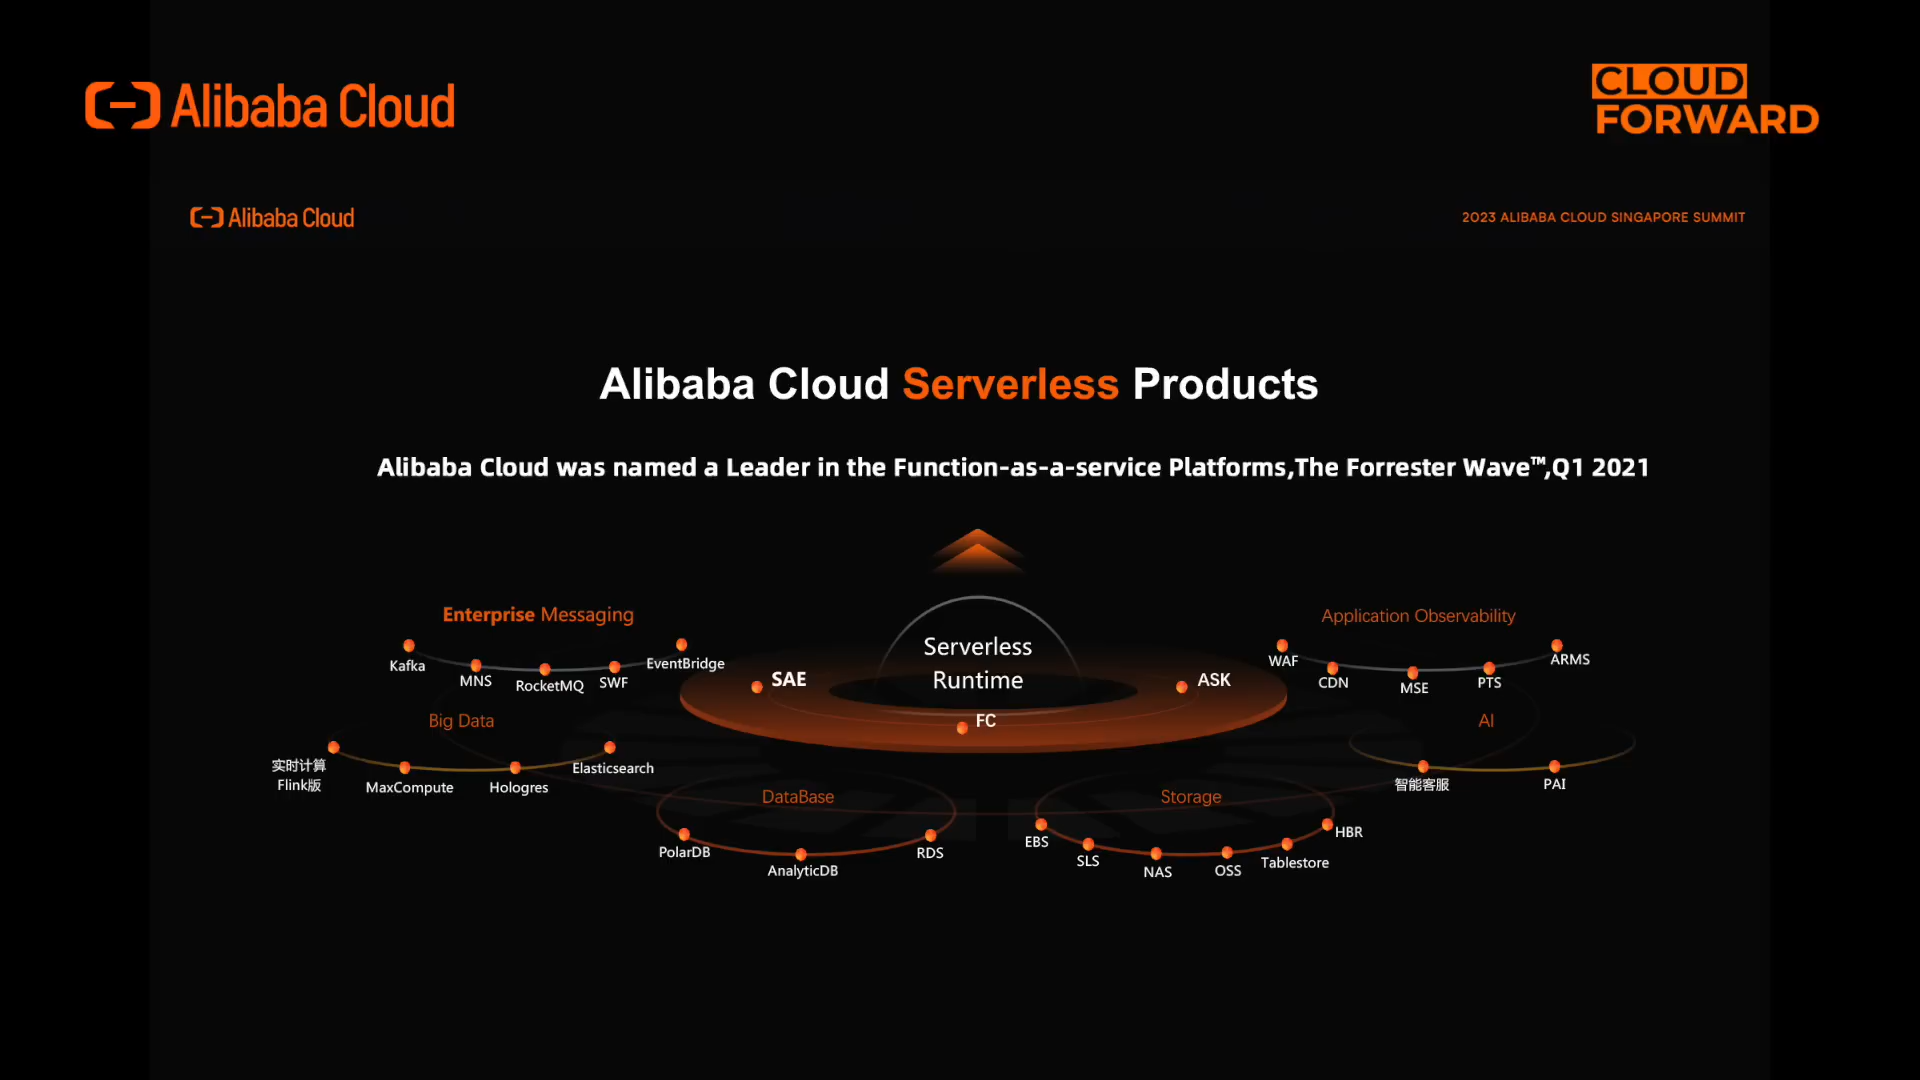 Alibaba Cloud
CLOUD
FORWARD
Alibaba Cloud
2023 ALIBABA CLOUD SINGAPORE SUMMIT
Alibaba Cloud Serverless Products
Alibaba Cloud was named a Leader in the Function-as-a-service Platforms,The Forrester Wave™,Q1 2021
Enterprise Messaging
Kafka
MNS
RocketMQ
SWF
EventBridge
Big Data
实时计算
Flink版
MaxCompute
Hologres
Elasticsearch
Serverless
Runtime
SAE
FC
ASK
DataBase
PolarDB
AnalyticDB
RDS
Storage
EBS
SLS
NAS
OSS
Tablestore
HBR
Application Observability
WAF
CDN
MSE
PTS
ARMS
AI
智能客服
PAI